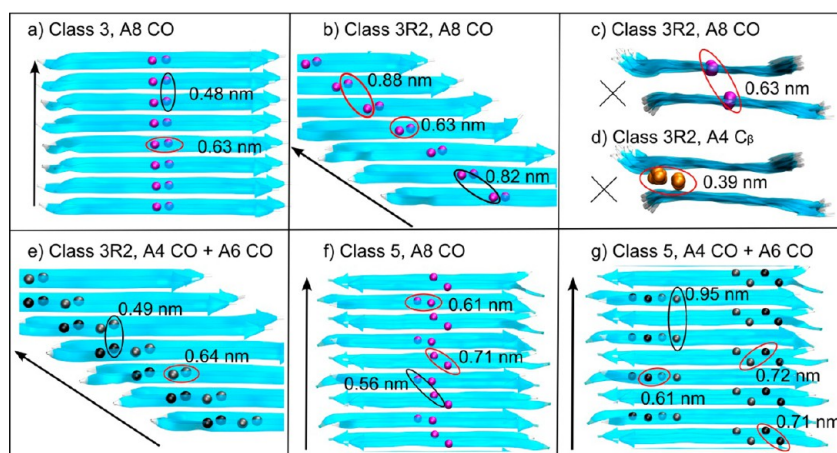 a) Class 3, A8 CO
0.48 nm
0.63 nm
b) Class 3R2, A8 CO
0.88 nm
0.63 nm
0.82 nm
c) Class 3R2, A8 CO
0.63 nm
d) Class 3R2, A4 Cβ
0.39 nm
e) Class 3R2, A4 CO + A6 CO
0.49 nm
0.64 nm
f) Class 5, A8 CO
0.61 nm
0.71 nm
0.56 nm
g) Class 5, A4 CO + A6 CO
0.95 nm
0.72 nm
0.61 nm
0.71 nm